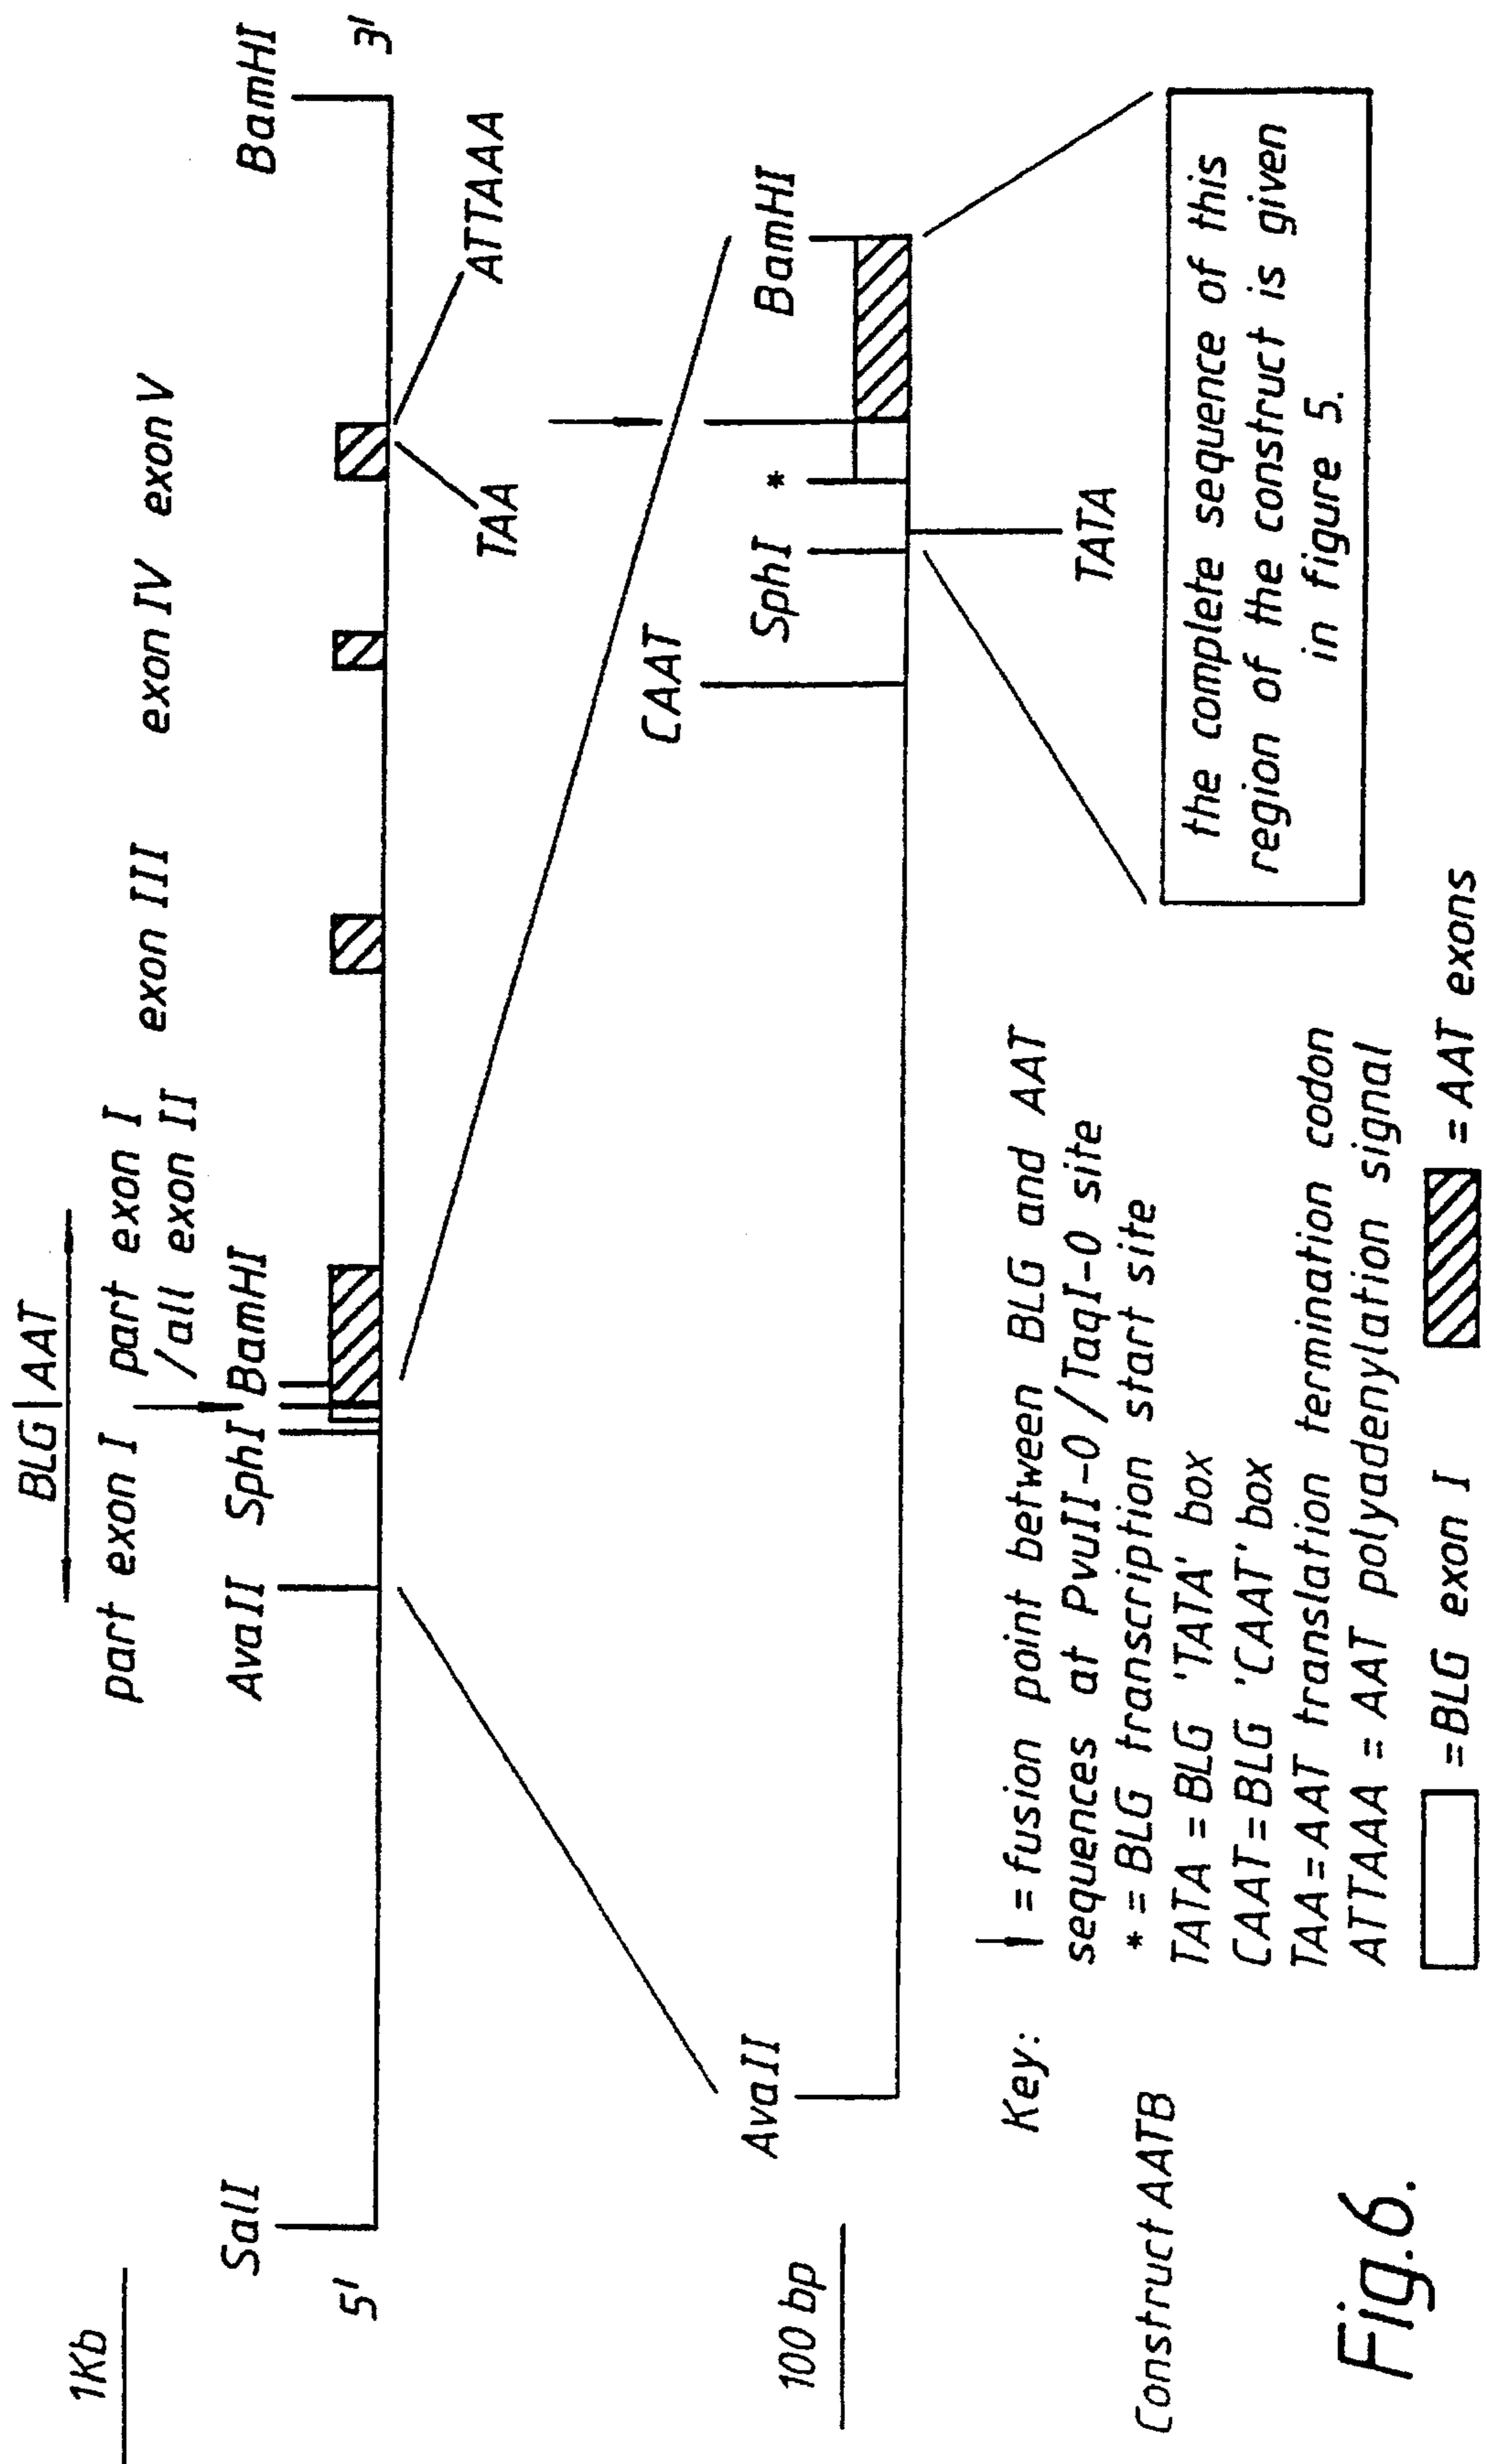 1Kb
BLG | AAT
part exon I
part exon I
/all exon II
exon III
exon IV
exon V
SalI
AvaII
SphI
BamHI
BamHI
5'
3'
TAA
ATTAAA
100 bp
AvaII
CAAT
SphI
*
BamHI
TATA
the complete sequence of this
region of the construct is given
in figure 5.
Construct AATB
Key:
= fusion point between BLG and AAT
sequences at PvuII-0/TaqI-0 site
* = BLG transcription start site
TATA = BLG 'TATA' box
CAAT = BLG 'CAAT' box
TAA = AAT translation termination codon
ATTAAA = AAT polyadenylation signal
= BLG exon I
= AAT exons
Fig.6.